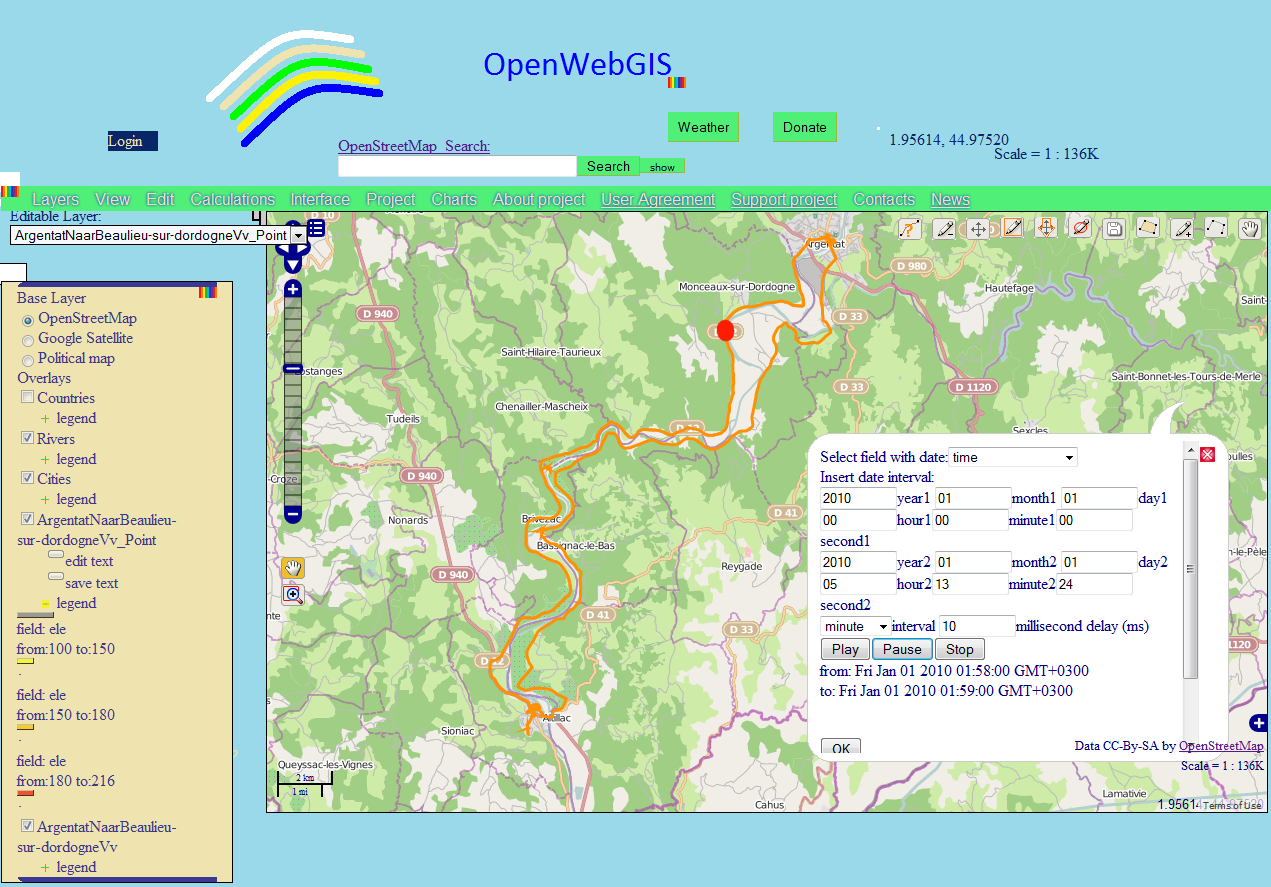 OpenWebGIS
Weather
Donate
Login
OpenStreetMap Search:
1.95614, 44.97520
Scale = 1 : 136K
Search
show
Layers View Edit Calculations Interface Project Charts About project User Agreement Support project Contacts News
Editable Layer:
ArgentatNaarBeaulieu-sur-dordogneVv_Point
Base Layer
OpenStreetMap
Google Satellite
Political map
Overlays
Countries
+ legend
Rivers
+ legend
Cities
+ legend
ArgentatNaarBeaulieu-
sur-dordogneVv_Point
edit text
save text
legend
field: ele
from:100 to:150
.
field: ele
from:150 to:180
.
field: ele
from:180 to:216
.
ArgentatNaarBeaulieu-
sur-dordogneVv
+ legend
D 10
Argentat
D 980
Monceaux-sur-Dordogne
Hautefage
Saint-
D 940
D 33
Saint-Hilaire-Taurieux
ostanges
Saint-Bonnet-les-Tours-de-Merle
D 33
D 1120
Chenailler-Mascheix
Tudeils
Sexcles
oulles
D 940
-Croze
D 41
Nonards
Brivezac
Bassignac-le-Bas
n-le-Pèle
Reygade
D 940
D 41
nte
D 33
1120
Altillac
Sioniac
Queyssac-les-Vignes
2 km
1 mi
Cahus
Lamativie
Select field with date: time
Insert date interval:
2010 year1 01 month1 01 day1
00 hour1 00 minute1 00
second1
2010 year2 01 month2 01 day2
05 hour2 13 minute2 24
second2
minute interval 10 millisecond delay (ms)
Play Pause Stop
from: Fri Jan 01 2010 01:58:00 GMT+0300
to: Fri Jan 01 2010 01:59:00 GMT+0300
OK
Data CC-By-SA by OpenStreetMap
Scale = 1 : 136K
Terms of Use